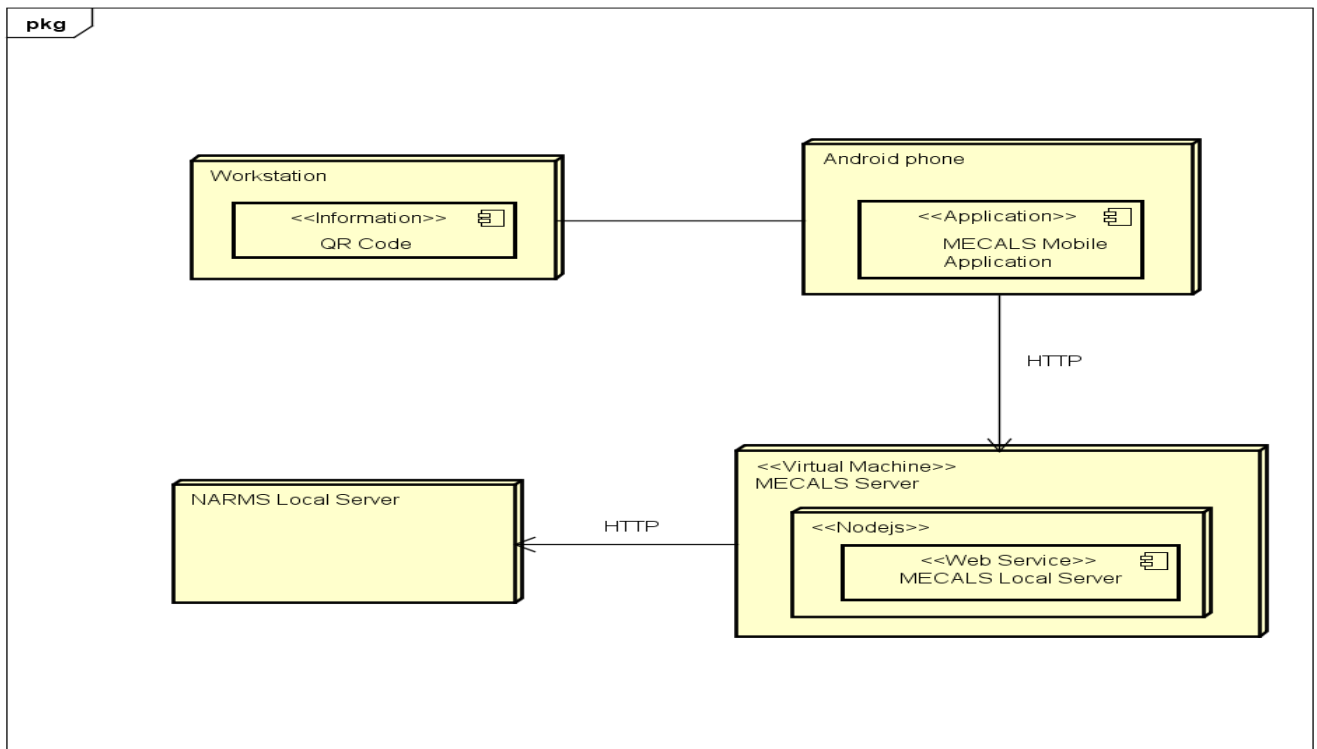 pkg
Workstation
<<Information>>
QR Code
Android phone
<<Application>>
MECALS Mobile
Application
HTTP
NARMS Local Server
HTTP
<<Virtual Machine>>
MECALS Server
<<Nodejs>>
<<Web Service>>
MECALS Local Server